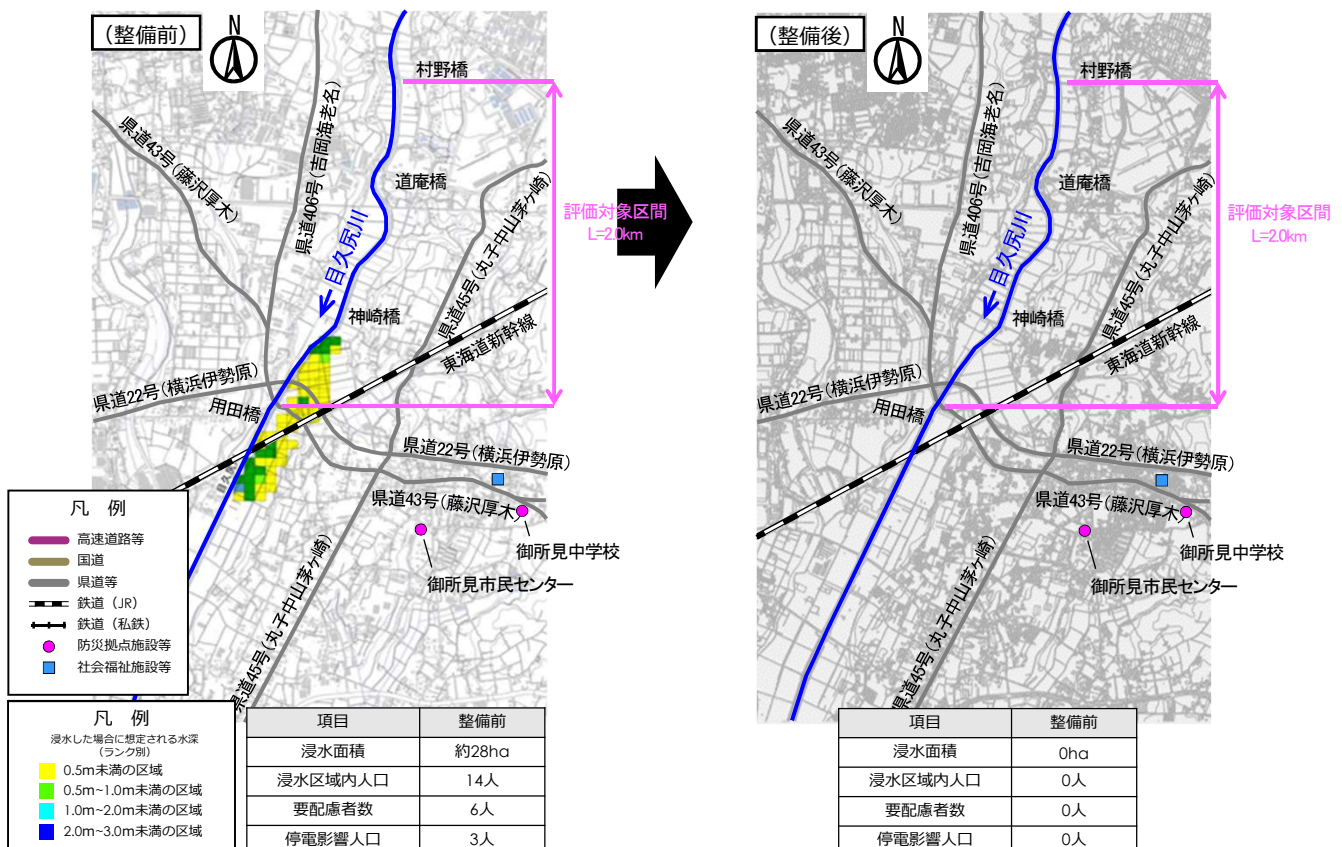 （整備前）
N
村野橋
県道43号（藤沢厚木）
県道406号（吉岡海老名）
道庵橋
目久尻川
県道45号（丸子中山茅ヶ崎）
評価対象区間
L=2.0km
神崎橋
東海道新幹線
県道22号（横浜伊勢原）
用田橋
県道22号（横浜伊勢原）
県道43号（藤沢厚木）
御所見中学校
御所見市民センター
県道45号（丸子中山茅ヶ崎）
凡 例
高速道路等
国道
県道等
鉄道（JR）
鉄道（私鉄）
防災拠点施設等
社会福祉施設等
凡 例
浸水した場合に想定される水深
（ランク別）
0.5m未満の区域
0.5m~1.0m未満の区域
1.0m~2.0m未満の区域
2.0m~3.0m未満の区域
項目 整備前
浸水面積 約28ha
浸水区域内人口 14人
要配慮者数 6人
停電影響人口 3人
（整備後）
N
村野橋
県道43号（藤沢厚木）
県道406号（吉岡海老名）
道庵橋
目久尻川
県道45号（丸子中山茅ヶ崎）
評価対象区間
L=2.0km
神崎橋
東海道新幹線
県道22号（横浜伊勢原）
用田橋
県道22号（横浜伊勢原）
県道43号（藤沢厚木）
御所見中学校
御所見市民センター
県道45号（丸子中山茅ヶ崎）
項目 整備前
浸水面積 0ha
浸水区域内人口 0人
要配慮者数 0人
停電影響人口 0人